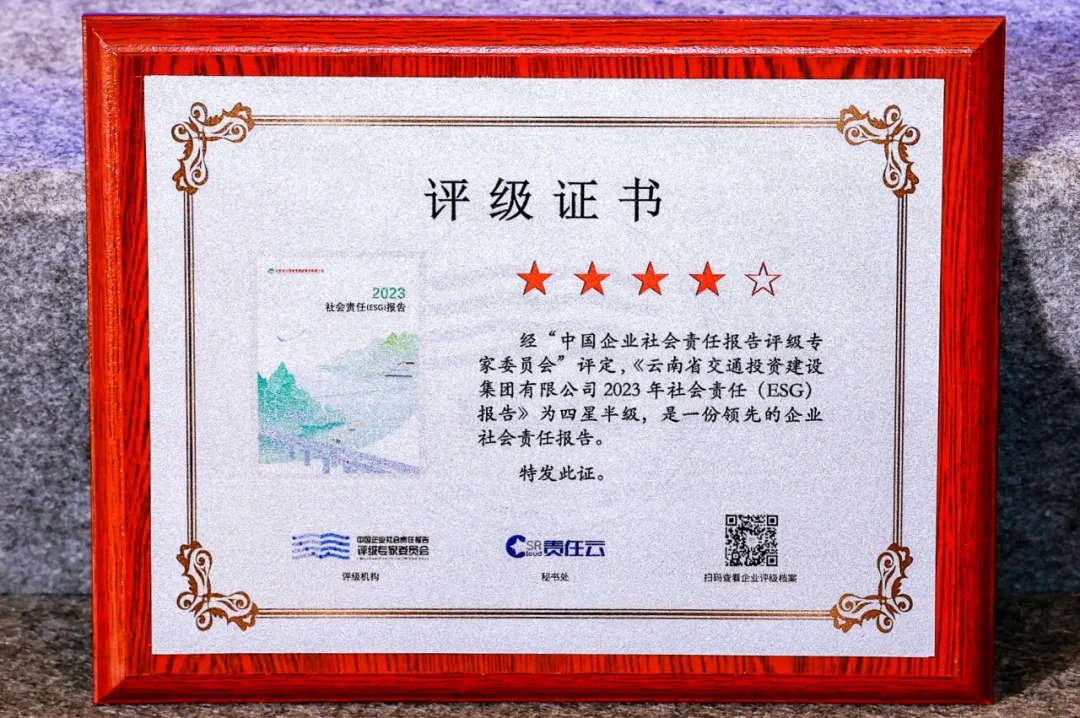 评级证书
2023
社会责任(ESG)报告
经“中国企业社会责任报告评级专
家委员会”评定，《云南省交通投资建设
集团有限公司2023年社会责任（ESG）
报告》为四星半级，是一份领先的企业
社会责任报告。
特发此证。
中国企业社会责任报告
评级专家委员会
评级机构
CSR
Cloud
责任云
秘书处
扫码查看企业评级档案